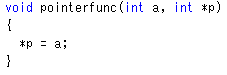 void pointerfunc(int a, int *p)
{
  *p = a;
}